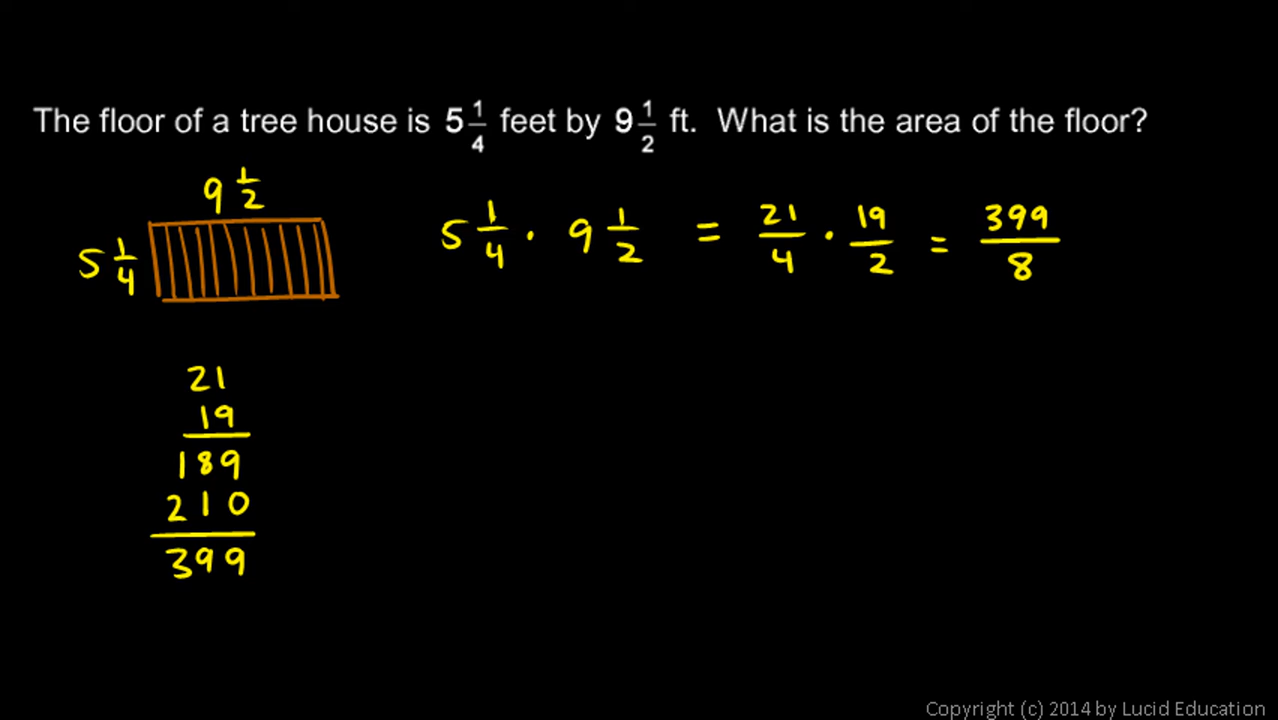 The floor of a tree house is 5 1/4 feet by 9 1/2 ft. What is the area of the floor?
9 1/2
5 1/4
5 1/4 · 9 1/2 = 21/4 · 19/2 = 399/8
21
19
189
210
399
Copyright (c) 2014 by Lucid Education